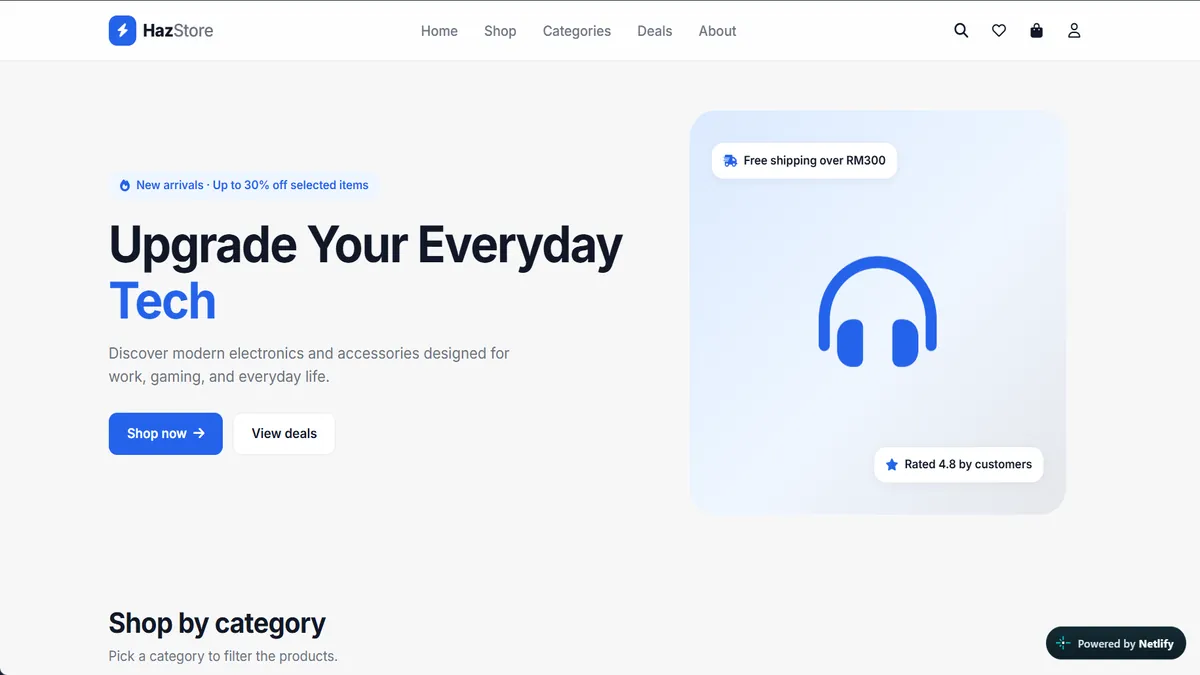 HazStore
Home
Shop
Categories
Deals
About
New arrivals · Up to 30% off selected items
Upgrade Your Everyday
Tech
Discover modern electronics and accessories designed for
work, gaming, and everyday life.
Shop now →
View deals
Free shipping over RM300
Rated 4.8 by customers
Shop by category
Pick a category to filter the products.
Powered by Netlify